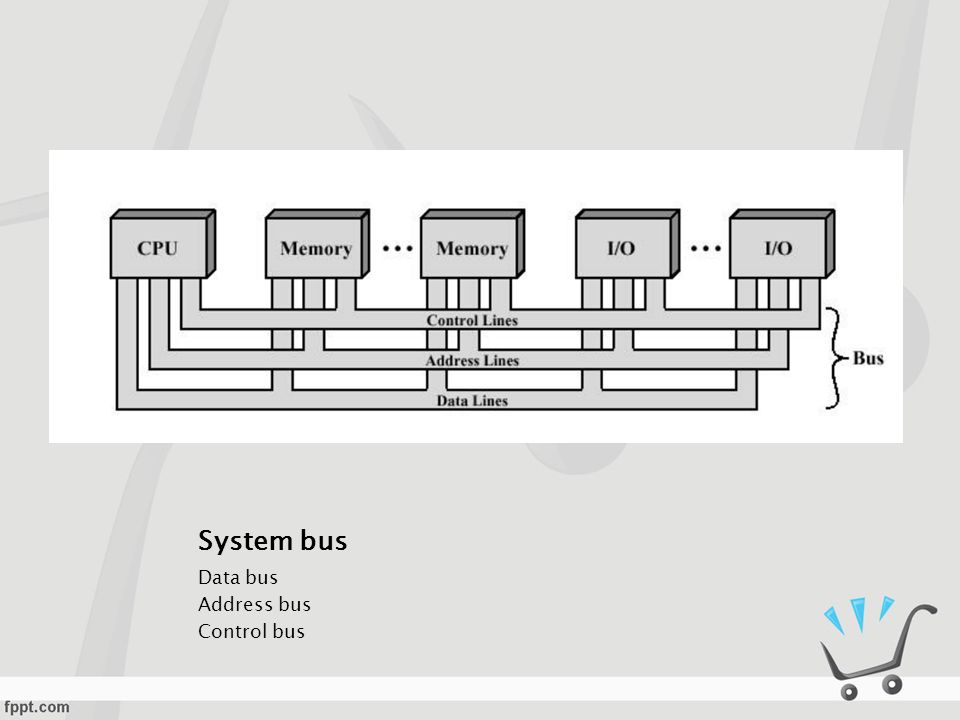 CPU Memory ••• Memory I/O ••• I/O
Control Lines
Address Lines
Bus
Data Lines
System bus
Data bus
Address bus
Control bus
fppt.com